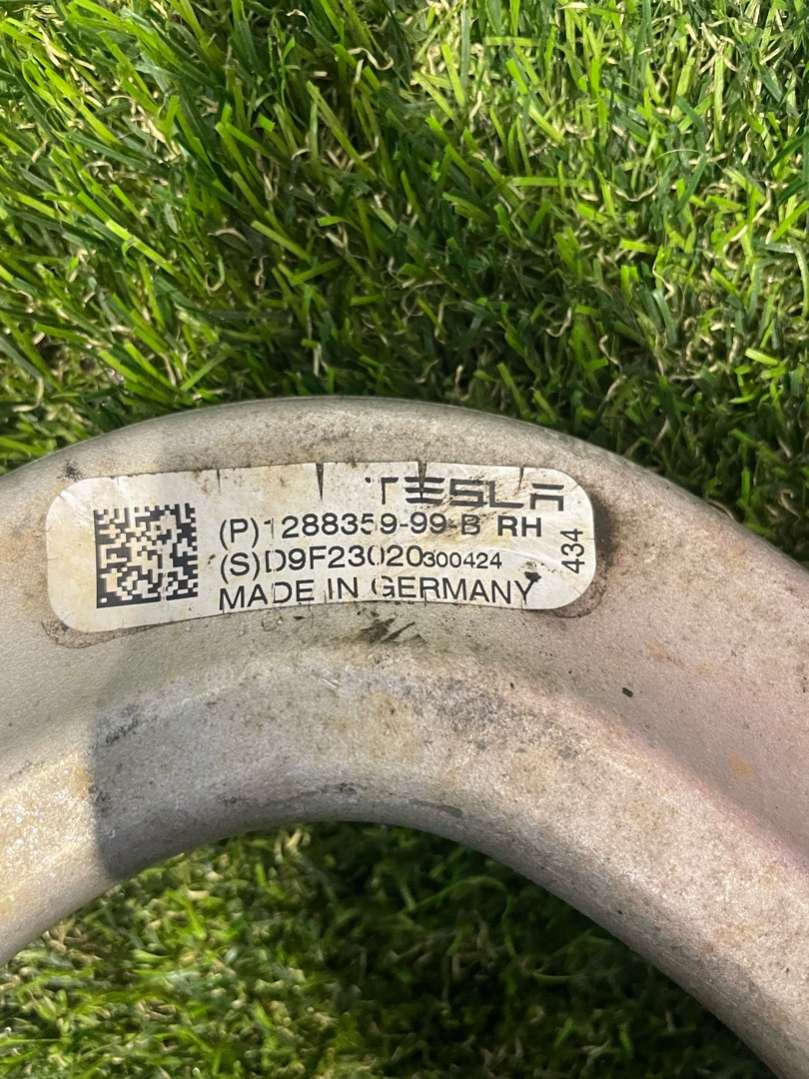 TESLA
(P)1288359-99-B RH
(S)D9F23020300424
MADE IN GERMANY
434